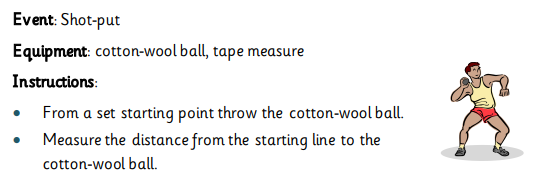 Event: Shot-put
Equipment: cotton-wool ball, tape measure
Instructions:
• From a set starting point throw the cotton-wool ball.
• Measure the distance from the starting line to the
cotton-wool ball.